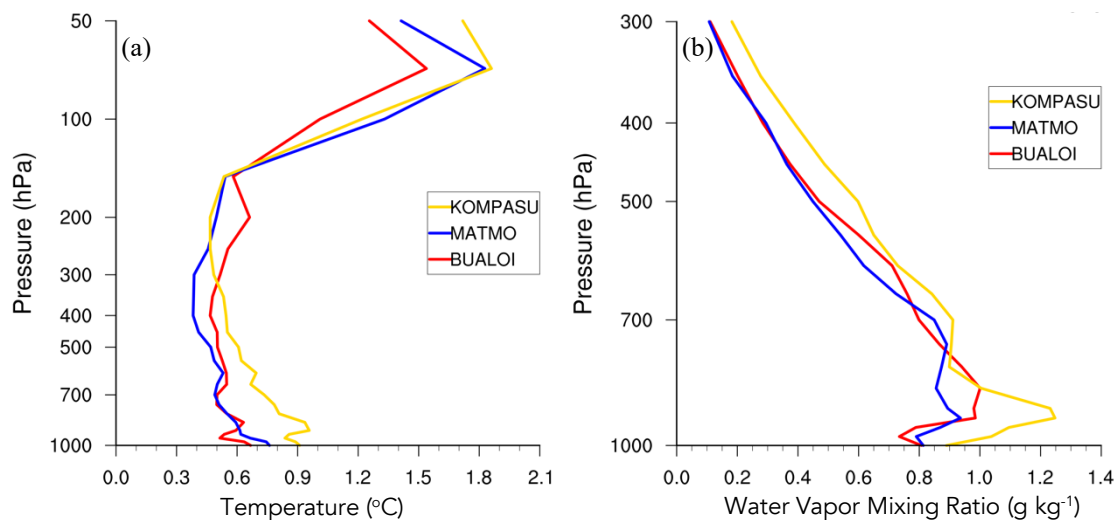 (a)
50
100
200
300
400
500
700
1000
Pressure (hPa)
0.0 0.3 0.6 0.9 1.2 1.5 1.8 2.1
Temperature (°C)
KOMPASU
MATMO
BUALOI
(b)
300
400
500
700
1000
Pressure (hPa)
0.0 0.2 0.4 0.6 0.8 1.0 1.2 1.4
Water Vapor Mixing Ratio (g kg⁻¹)
KOMPASU
MATMO
BUALOI